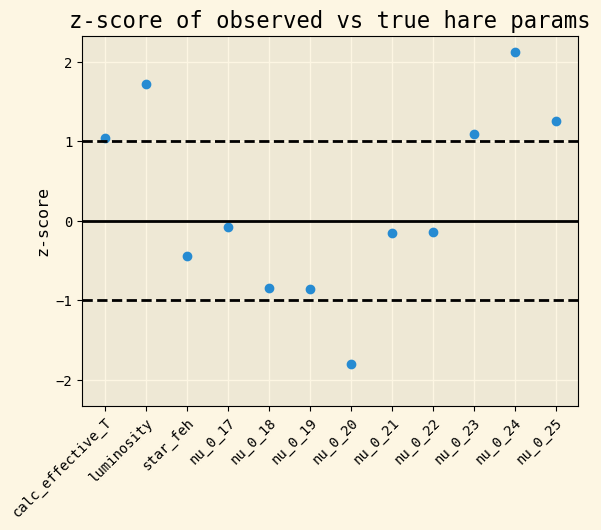 z-score of observed vs true hare params
z-score
2
1
0
−1
−2
calc_effective_T
luminosity
star_feh
nu_0_17
nu_0_18
nu_0_19
nu_0_20
nu_0_21
nu_0_22
nu_0_23
nu_0_24
nu_0_25